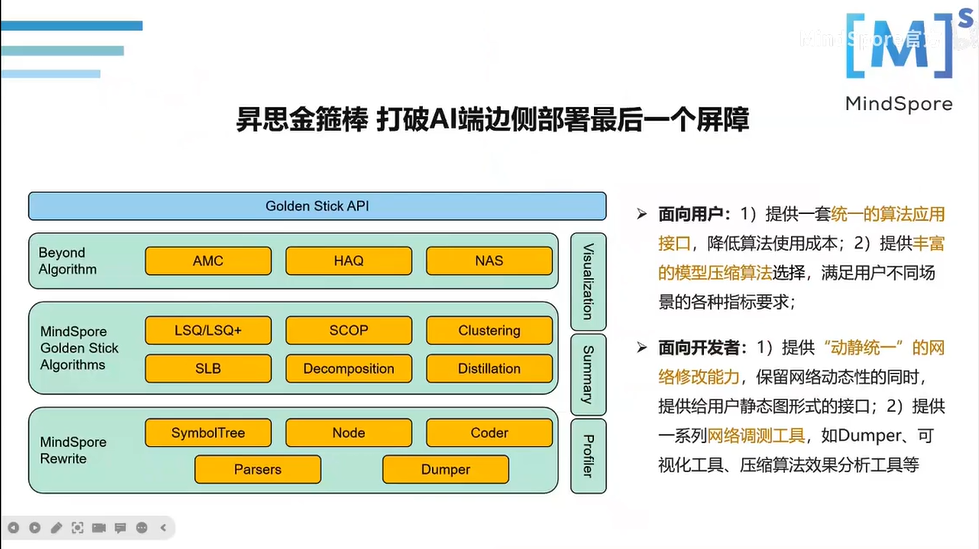 MindSpore官
[M]S
MindSpore
昇思金箍棒 打破AI端边侧部署最后一个屏障
Golden Stick API
Beyond
Algorithm
AMC
HAQ
NAS
MindSpore
Golden Stick
Algorithms
LSQ/LSQ+
SCOP
Clustering
SLB
Decomposition
Distillation
MindSpore
Rewrite
SymbolTree
Node
Coder
Parsers
Dumper
Visualization
Summary
Profiler
➢ 面向用户：1）提供一套统一的算法应用
接口，降低算法使用成本；2）提供丰富
的模型压缩算法选择，满足用户不同场
景的各种指标要求；
➢ 面向开发者：1）提供“动静统一”的网
络修改能力，保留网络动态性的同时，
提供给用户静态图形式的接口；2）提供
一系列网络调测工具，如Dumper、可
视化工具、压缩算法效果分析工具等